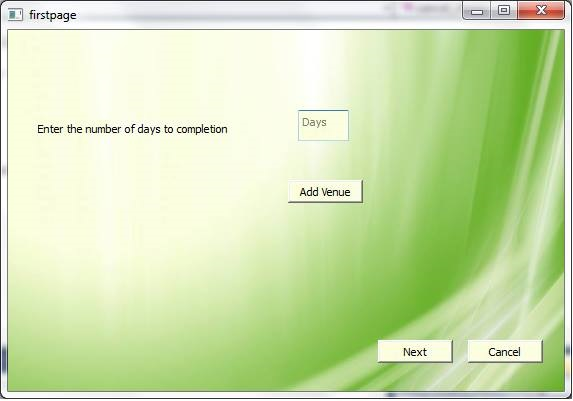 firstpage
Enter the number of days to completion
Days
Add Venue
Next
Cancel